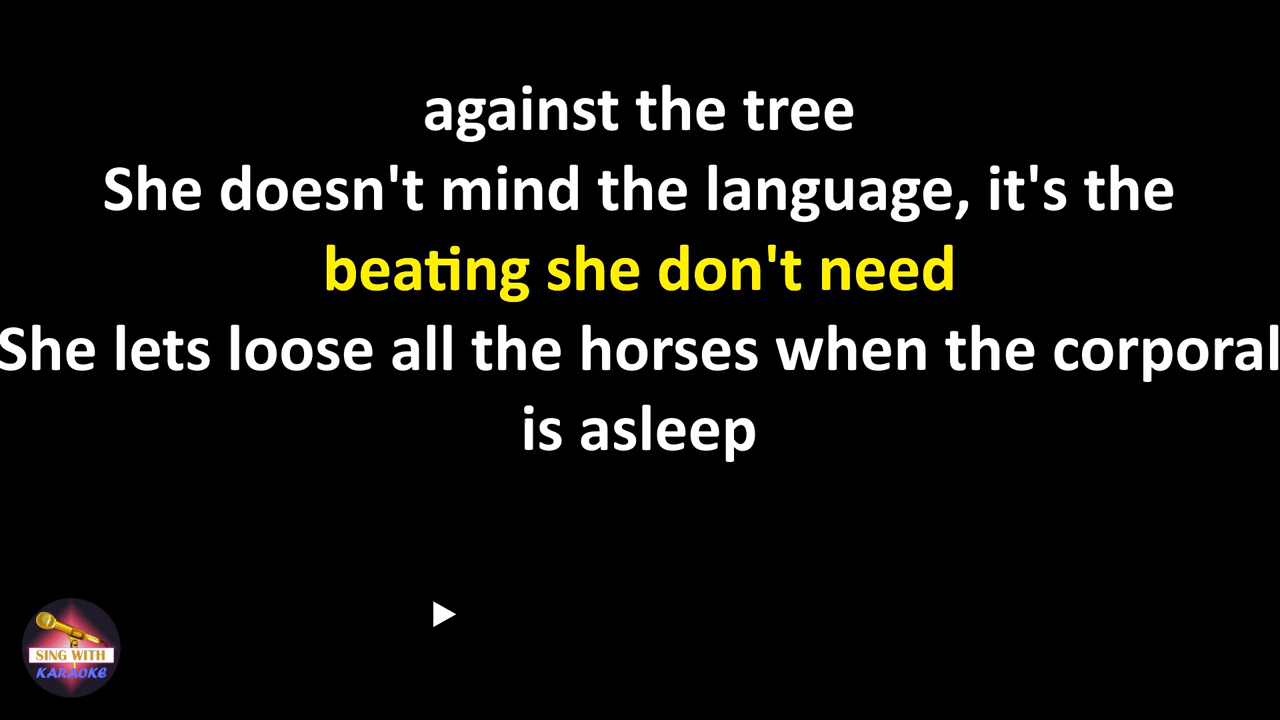 against the tree
She doesn't mind the language, it's the
beating she don't need
She lets loose all the horses when the corporal
is asleep
SING WITH
KARAOKE